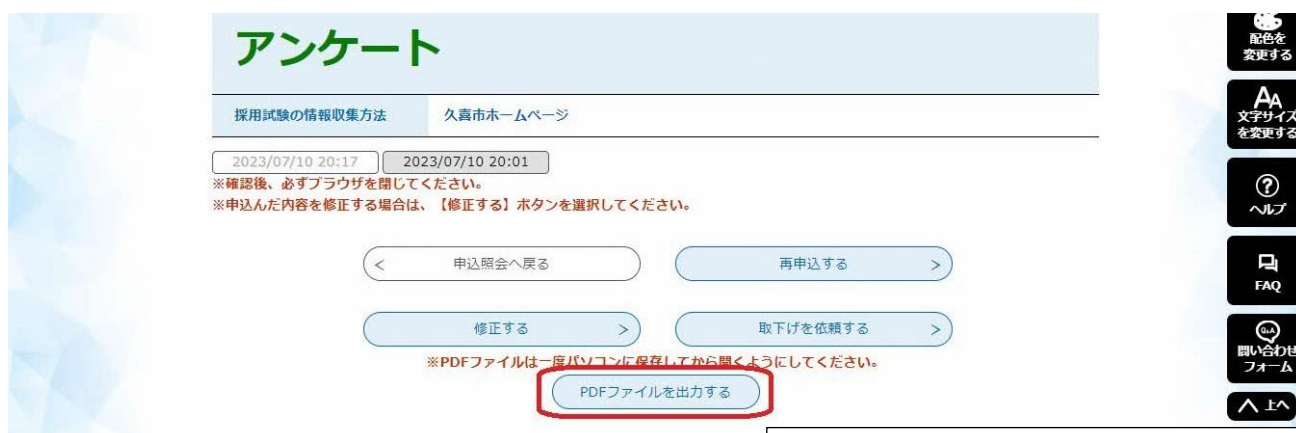 アンケート
採用試験の情報収集方法 久喜市ホームページ
2023/07/10 20:17 2023/07/10 20:01
※確認後、必ずブラウザを閉じてください。
※申込んだ内容を修正する場合は、【修正する】ボタンを選択してください。
< 申込照会へ戻る
再申込する >
修正する >
取下げを依頼する >
※PDFファイルは一度パソコンに保存してから開くようにしてください。
PDFファイルを出力する
配色を
変更する
AA
文字サイズ
を変更する
?
ヘルプ
FAQ
Q&A
問い合わせ
フォーム
上へ